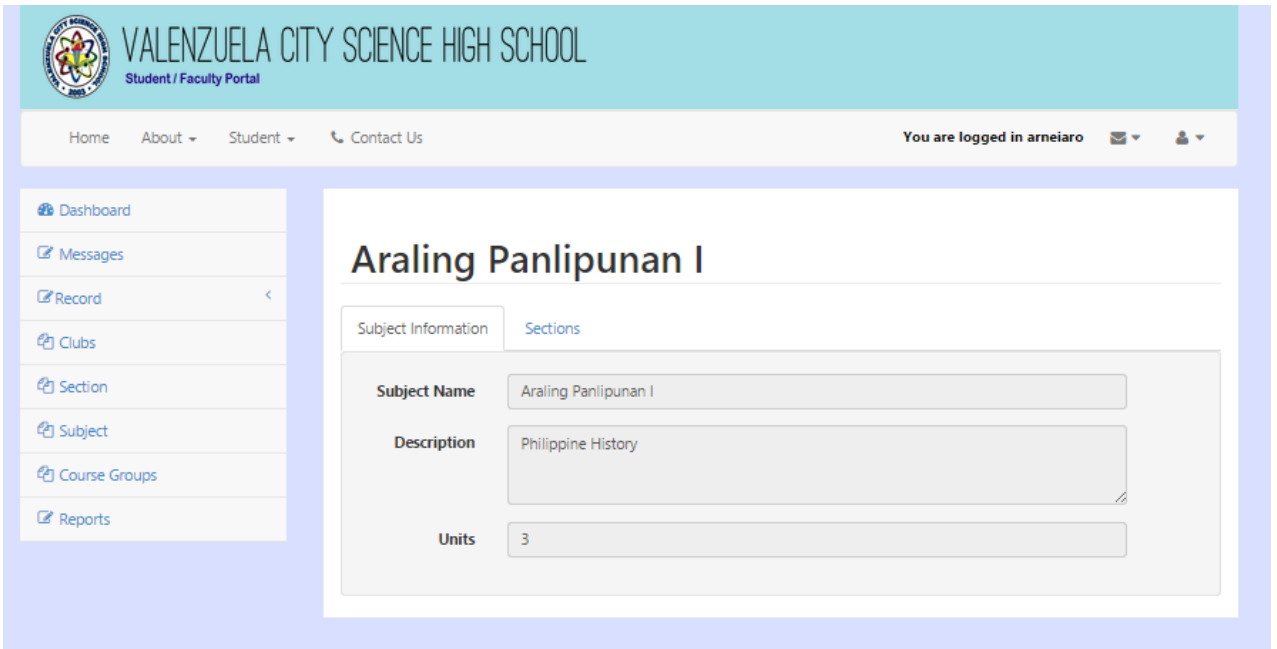 VALENZUELA CITY SCIENCE HIGH SCHOOL
Student / Faculty Portal
2003
Home About Student Contact Us You are logged in arneiaro
Dashboard
Messages
Record
Clubs
Section
Subject
Course Groups
Reports
Araling Panlipunan I
Subject Information Sections
Subject Name Araling Panlipunan I
Description Philippine History
Units 3